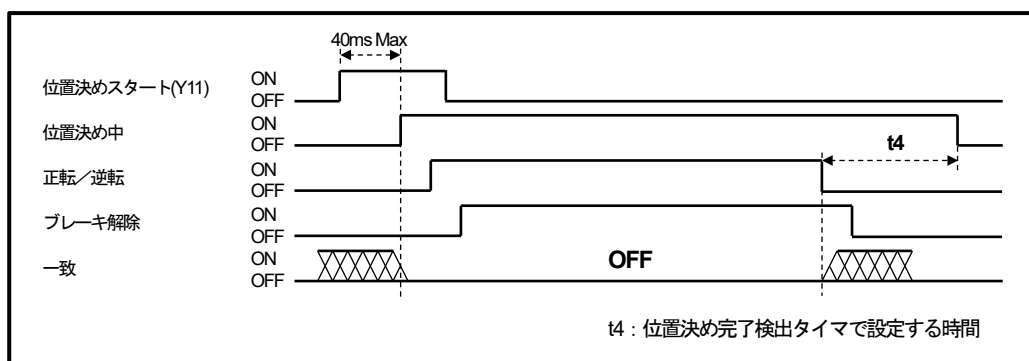 40ms Max
位置決めスタート(Y11)
ON
OFF
位置決め中
ON
OFF
t4
正転／逆転
ON
OFF
ブレーキ解除
ON
OFF
一致
ON
OFF
OFF
t4：位置決め完了検出タイマで設定する時間